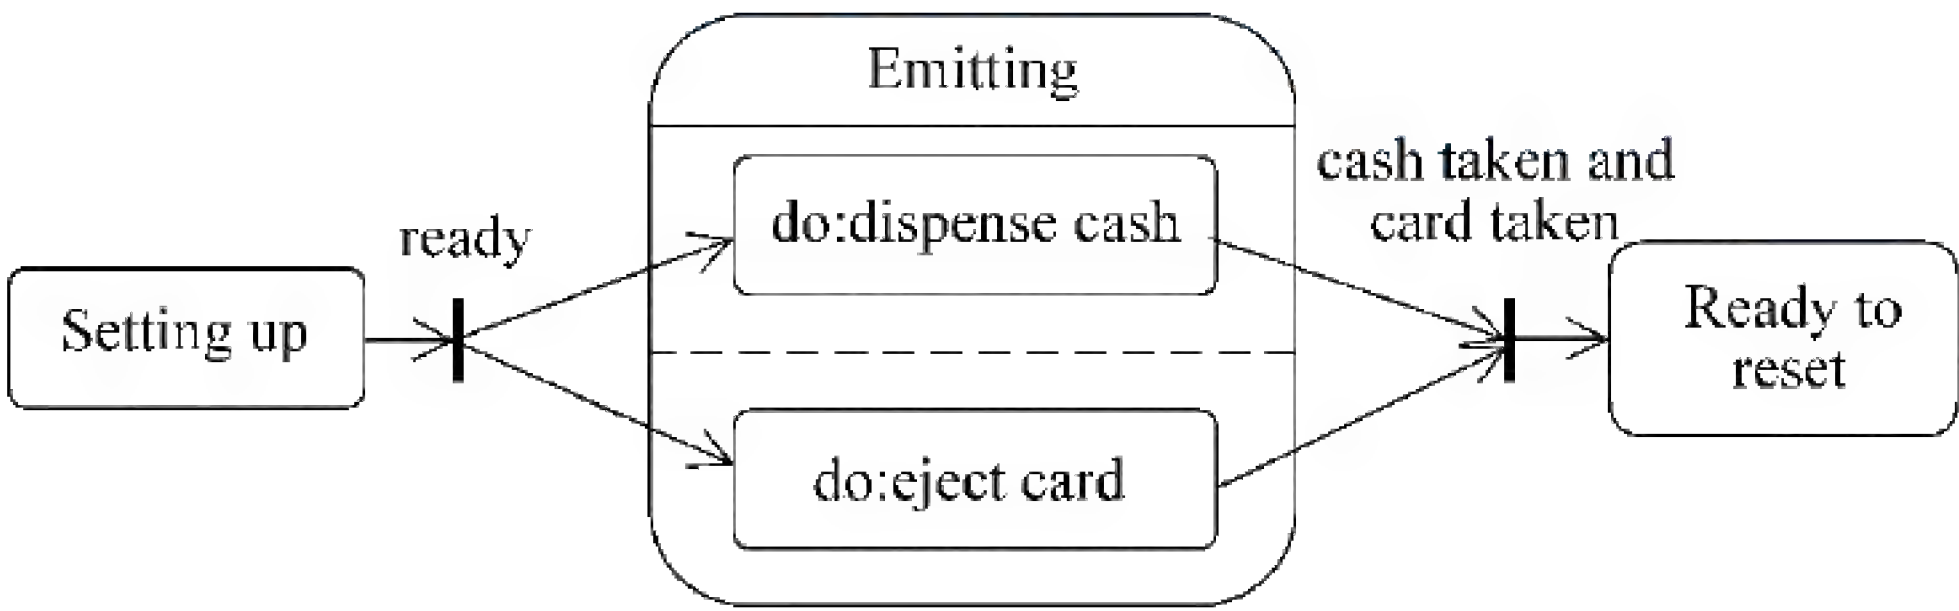 Emitting
cash taken and
card taken
do:dispense cash
ready
Setting up
Ready to
reset
do:eject card